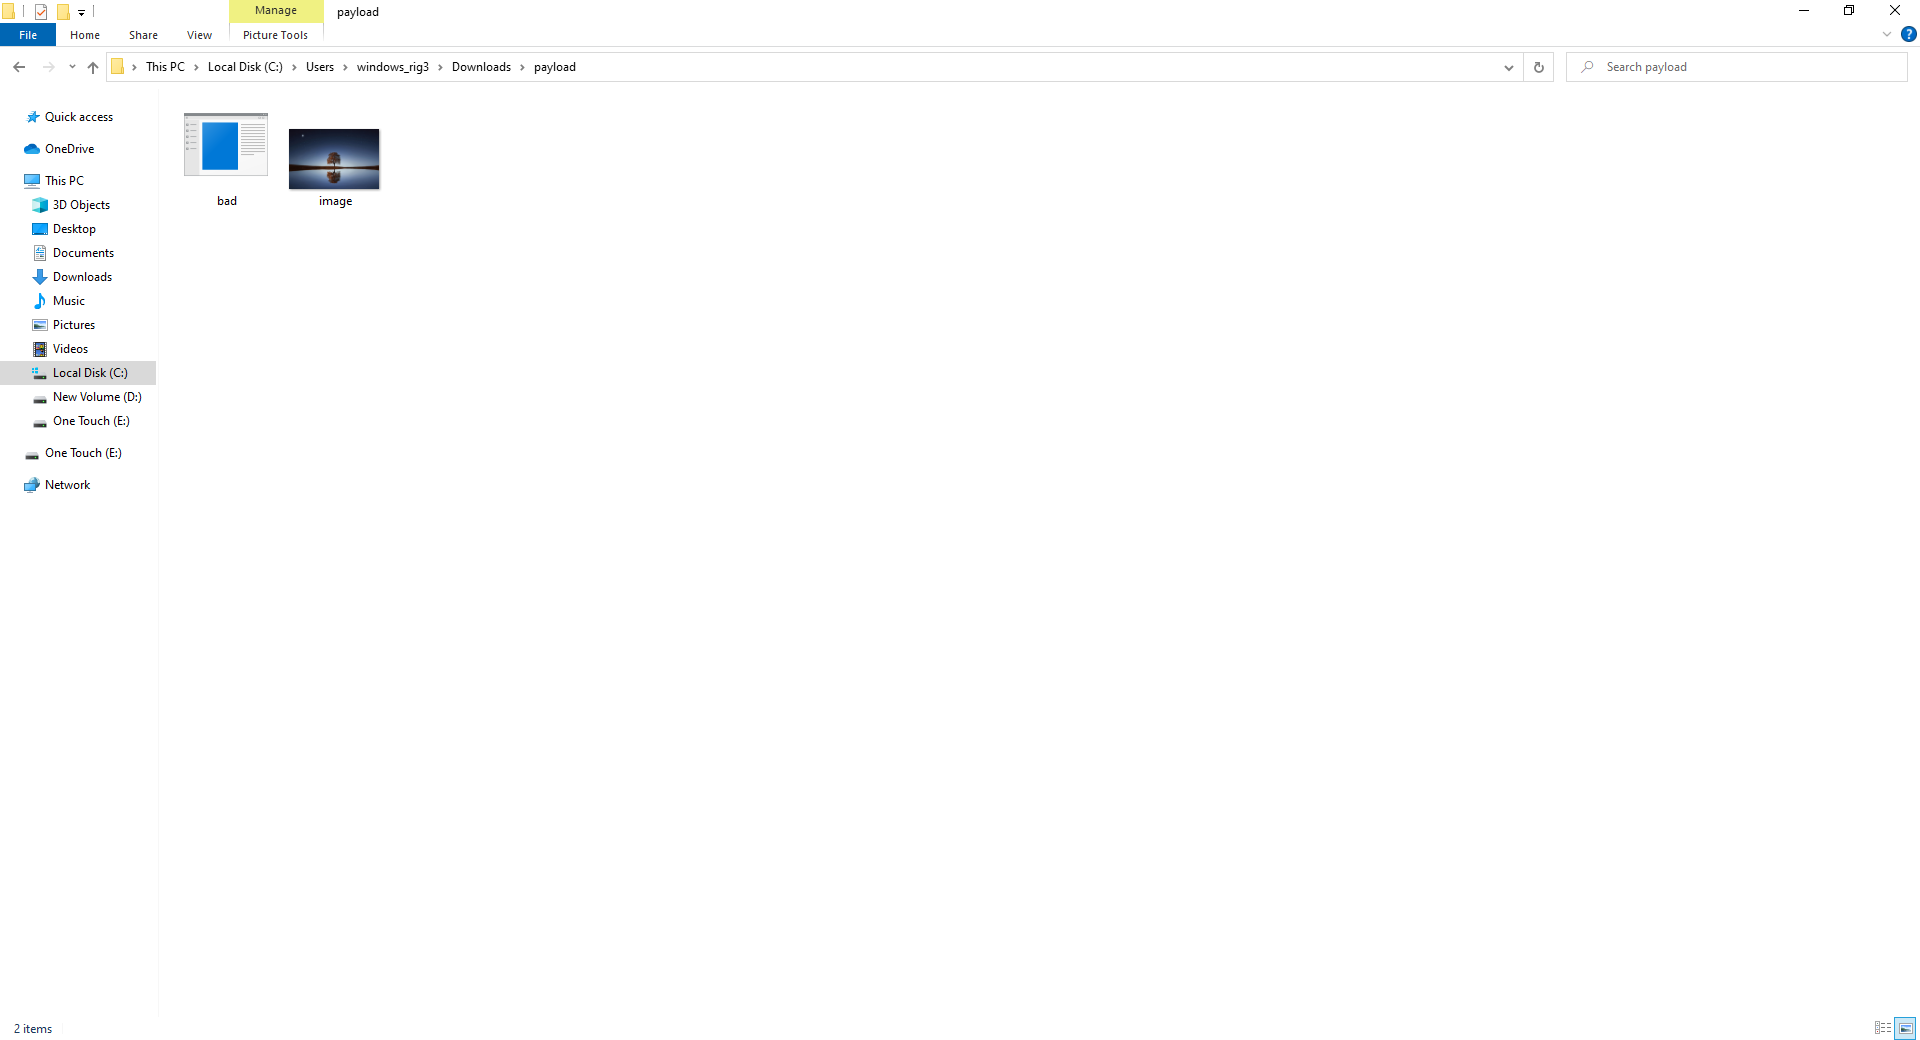 Manage
payload
File
Home
Share
View
Picture Tools
?
This PC
Local Disk (C:)
Users
windows_rig3
Downloads
payload
Search payload
Quick access
OneDrive
This PC
3D Objects
Desktop
Documents
Downloads
Music
Pictures
Videos
Local Disk (C:)
New Volume (D:)
One Touch (E:)
One Touch (E:)
Network
bad
image
2 items